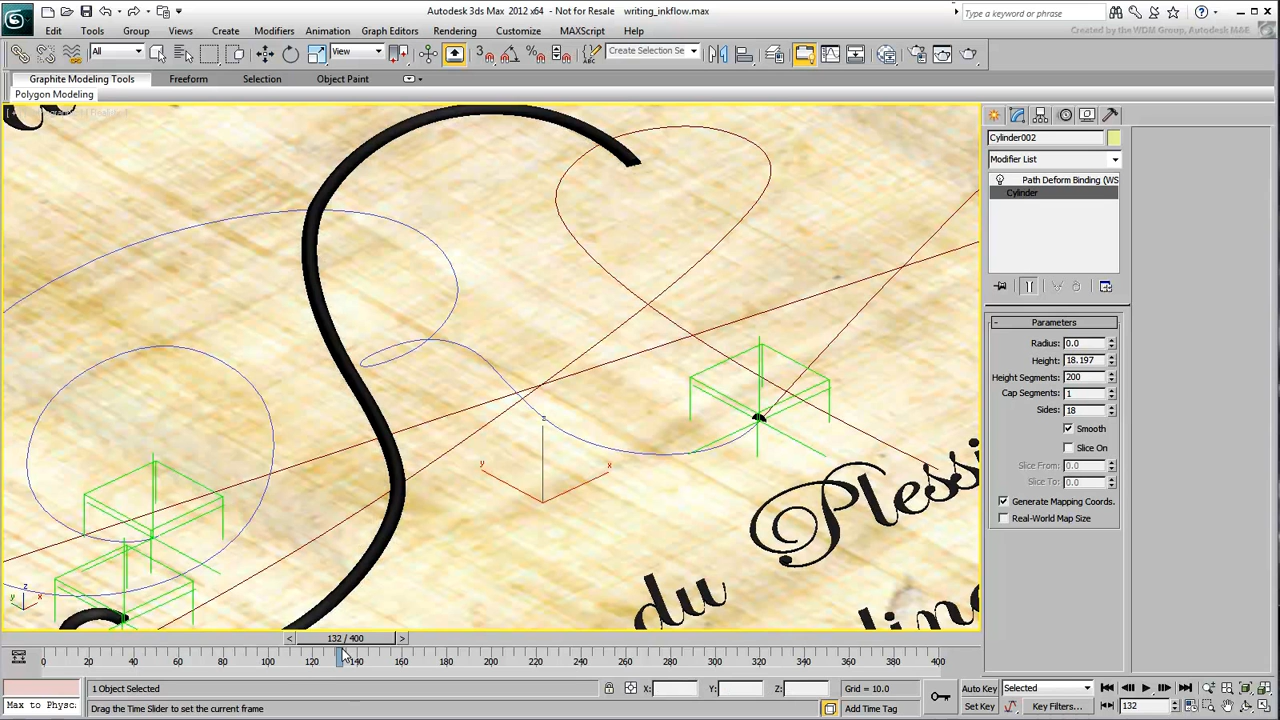 Autodesk 3ds Max 2012 x64 - Not for Resale writing_inkflow.max
Type a keyword or phrase
Edit Tools Group Views Create Modifiers Animation Graph Editors Rendering Customize MAXScript Help
Created by the WDM Group, Autodesk M&E
All View Create Selection Se
Graphite Modeling Tools Freeform Selection Object Paint
Polygon Modeling
Cylinder002
Modifier List
Path Deform Binding (WS
Cylinder
Parameters
Radius: 0.0
Height: 18.197
Height Segments: 200
Cap Segments: 1
Sides: 18
Smooth
Slice On
Slice From: 0.0
Slice To: 0.0
Generate Mapping Coords.
Real-World Map Size
z
y x
Plessi
du
z
y x
< 132 / 400 >
0 20 40 60 80 100 120 140 160 180 200 220 240 260 280 300 320 340 360 380 400
1 Object Selected X: Y: Z: Grid = 10.0 Auto Key Selected
Max to Physc Drag the Time Slider to set the current frame Add Time Tag Set Key Key Filters... 132